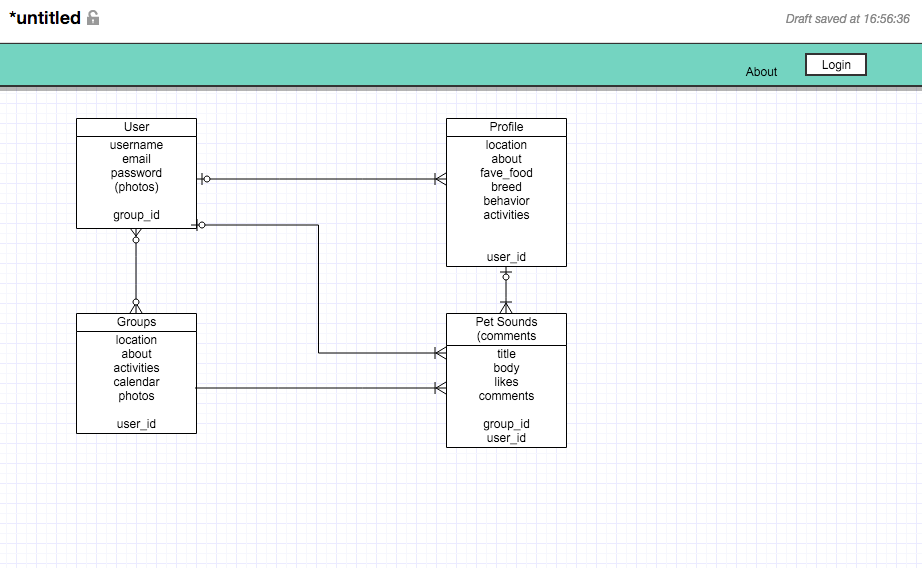 *untitled
Draft saved at 16:56:36
About
Login
User
username
email
password
(photos)
group_id
Profile
location
about
fave_food
breed
behavior
activities
user_id
Groups
location
about
activities
calendar
photos
user_id
Pet Sounds
(comments
title
body
likes
comments
group_id
user_id